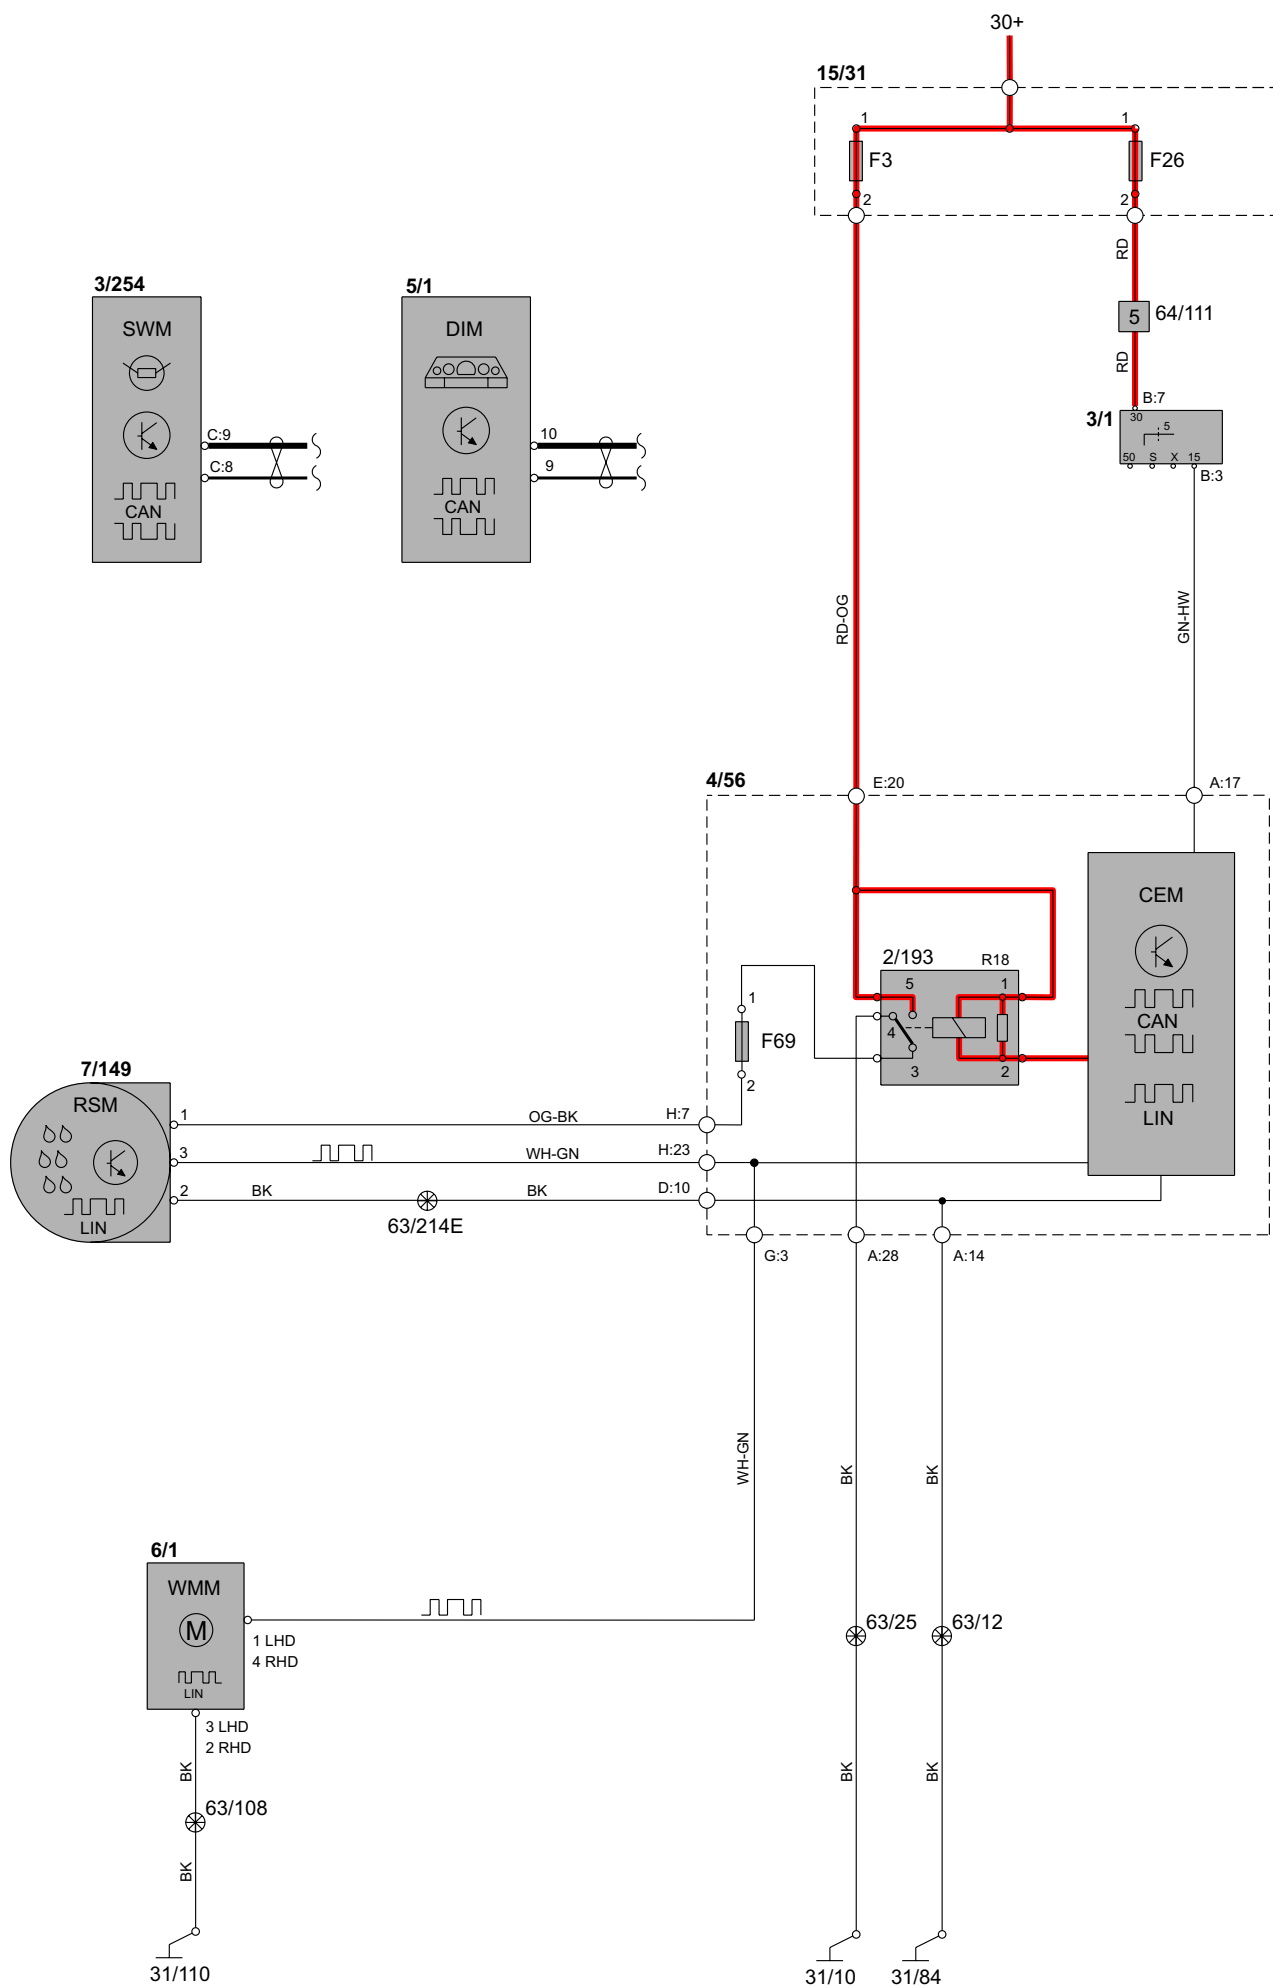 30+
15/31
1
1
F3
F26
2
2
RD
3/254
5/1
SWM
DIM
5
64/111
RD
B:7
3/1
30
5
50 S X 15
B:3
C:9
C:8
10
9
CAN
CAN
RD-OG
GN-HW
4/56
E:20
A:17
CEM
2/193
R18
5
1
1
4
CAN
F69
3
2
2
7/149
RSM
1
OG-BK
H:7
LIN
3
WH-GN
H:23
2
BK
BK
D:10
LIN
63/214E
G:3
A:28
A:14
WH-GN
BK
BK
6/1
WMM
M
1 LHD
4 RHD
63/25
63/12
LIN
3 LHD
2 RHD
BK
BK
BK
63/108
BK
31/110
31/10
31/84